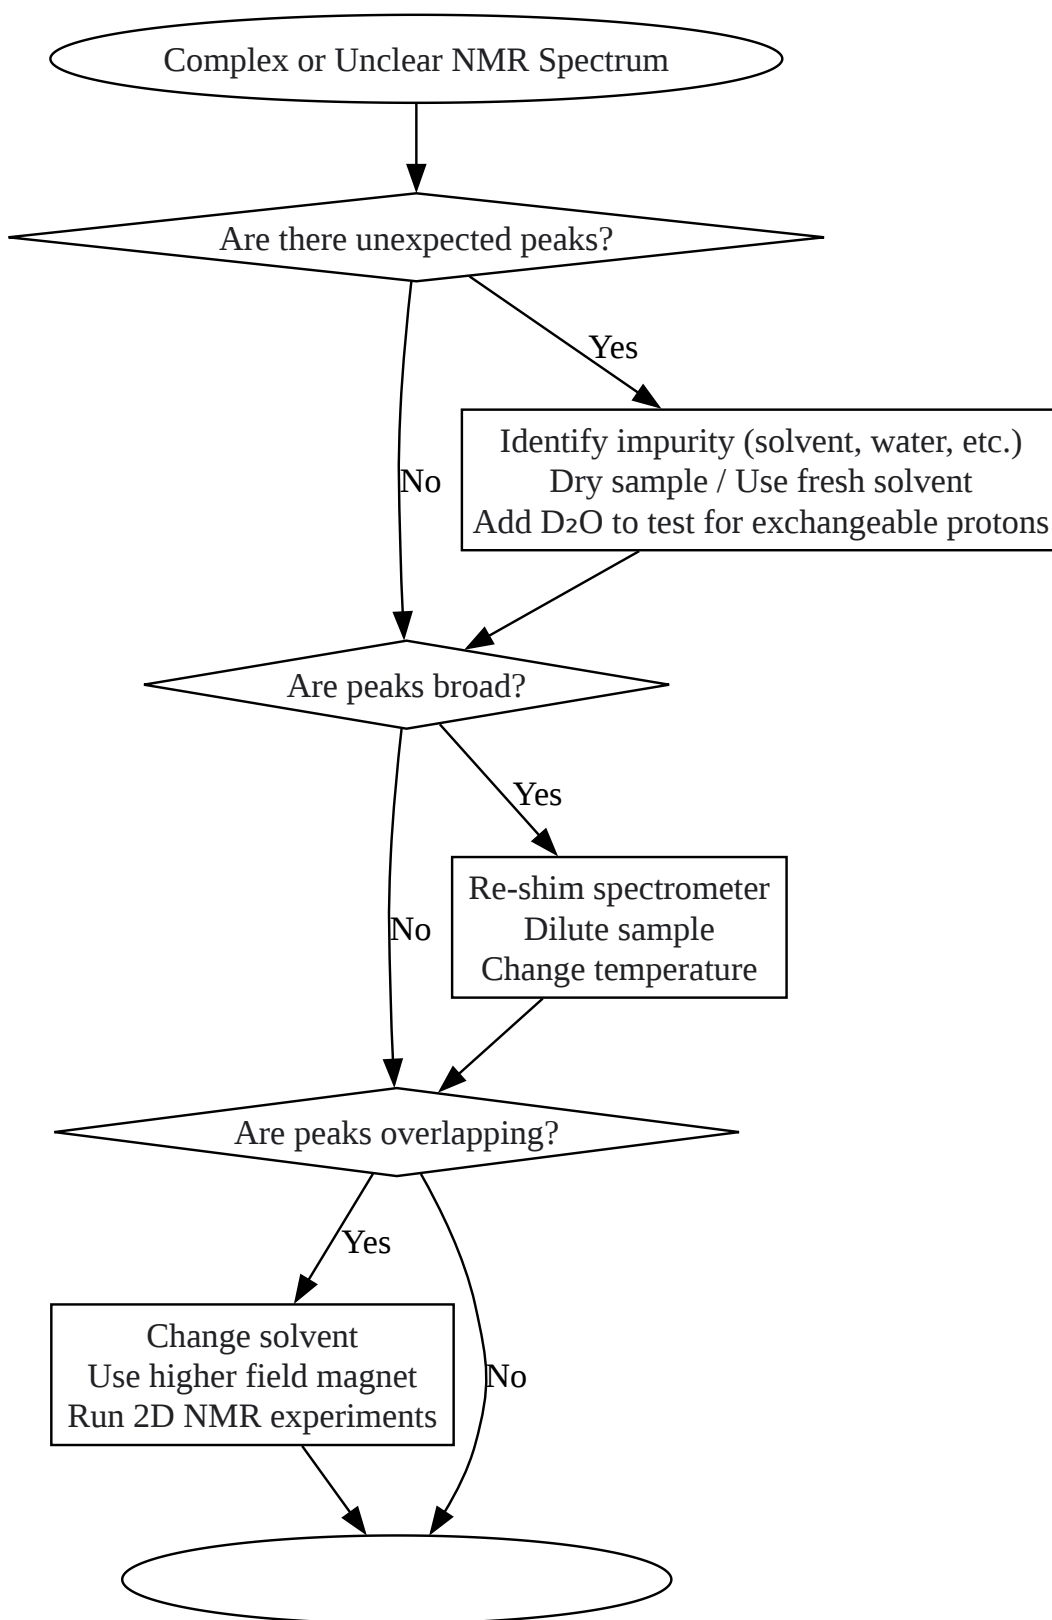 Complex or Unclear NMR Spectrum
Are there unexpected peaks?
Yes
Identify impurity (solvent, water, etc.)
No
Dry sample / Use fresh solvent
Add D₂O to test for exchangeable protons
Are peaks broad?
Yes
Re-shim spectrometer
No
Dilute sample
Change temperature
Are peaks overlapping?
Yes
Change solvent
Use higher field magnet
No
Run 2D NMR experiments